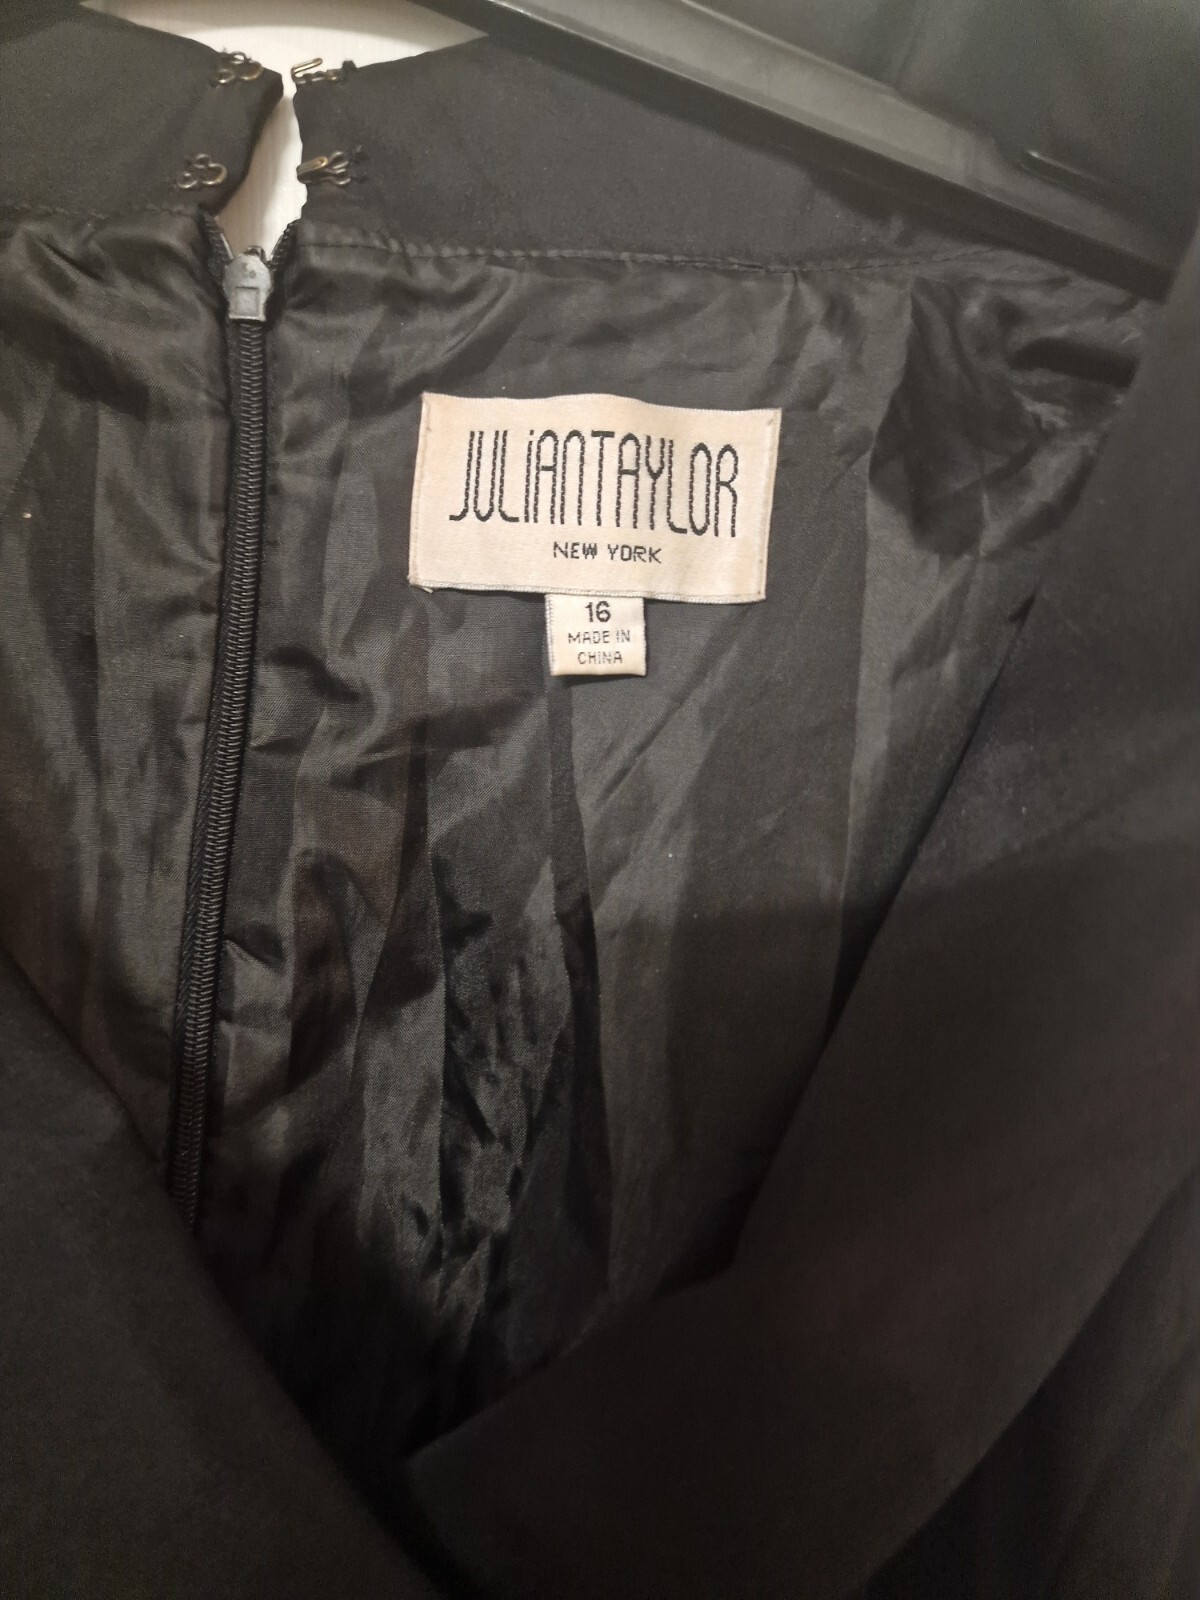 JULiANTAYLOR
NEW YORK
16
MADE IN
CHINA